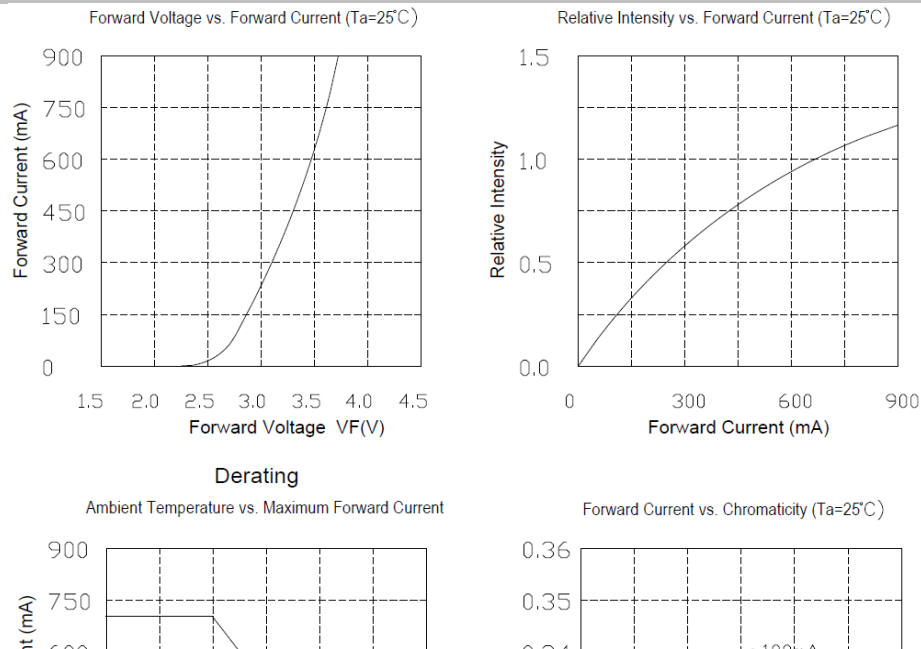 Forward Voltage vs. Forward Current (Ta=25°C)
900
750
600
450
300
150
0
Forward Current (mA)
1.5 2.0 2.5 3.0 3.5 4.0 4.5
Forward Voltage VF(V)
Relative Intensity vs. Forward Current (Ta=25°C)
1.5
1.0
0.5
0.0
Relative Intensity
0 300 600 900
Forward Current (mA)
Derating
Ambient Temperature vs. Maximum Forward Current
900
750
(mA)
Forward Current vs. Chromaticity (Ta=25°C)
0.36
0.35